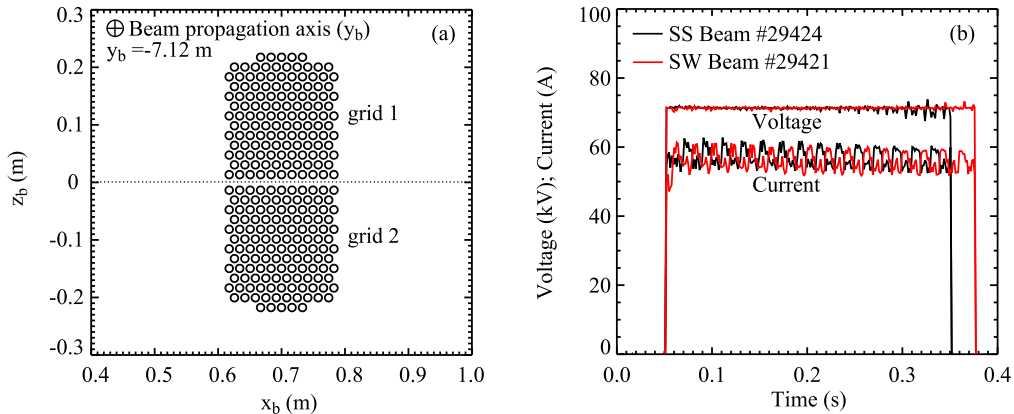 ⊕ Beam propagation axis (y_b)
y_b =-7.12 m
(a)
grid 1
grid 2
0.3
0.2
0.1
0
-0.1
-0.2
-0.3
z_b (m)
0.4 0.5 0.6 0.7 0.8 0.9 1.0
x_b (m)
(b)
SS Beam #29424
SW Beam #29421
Voltage
Current
100
80
60
40
20
0
Voltage (kV); Current (A)
0.0 0.1 0.2 0.3 0.4
Time (s)